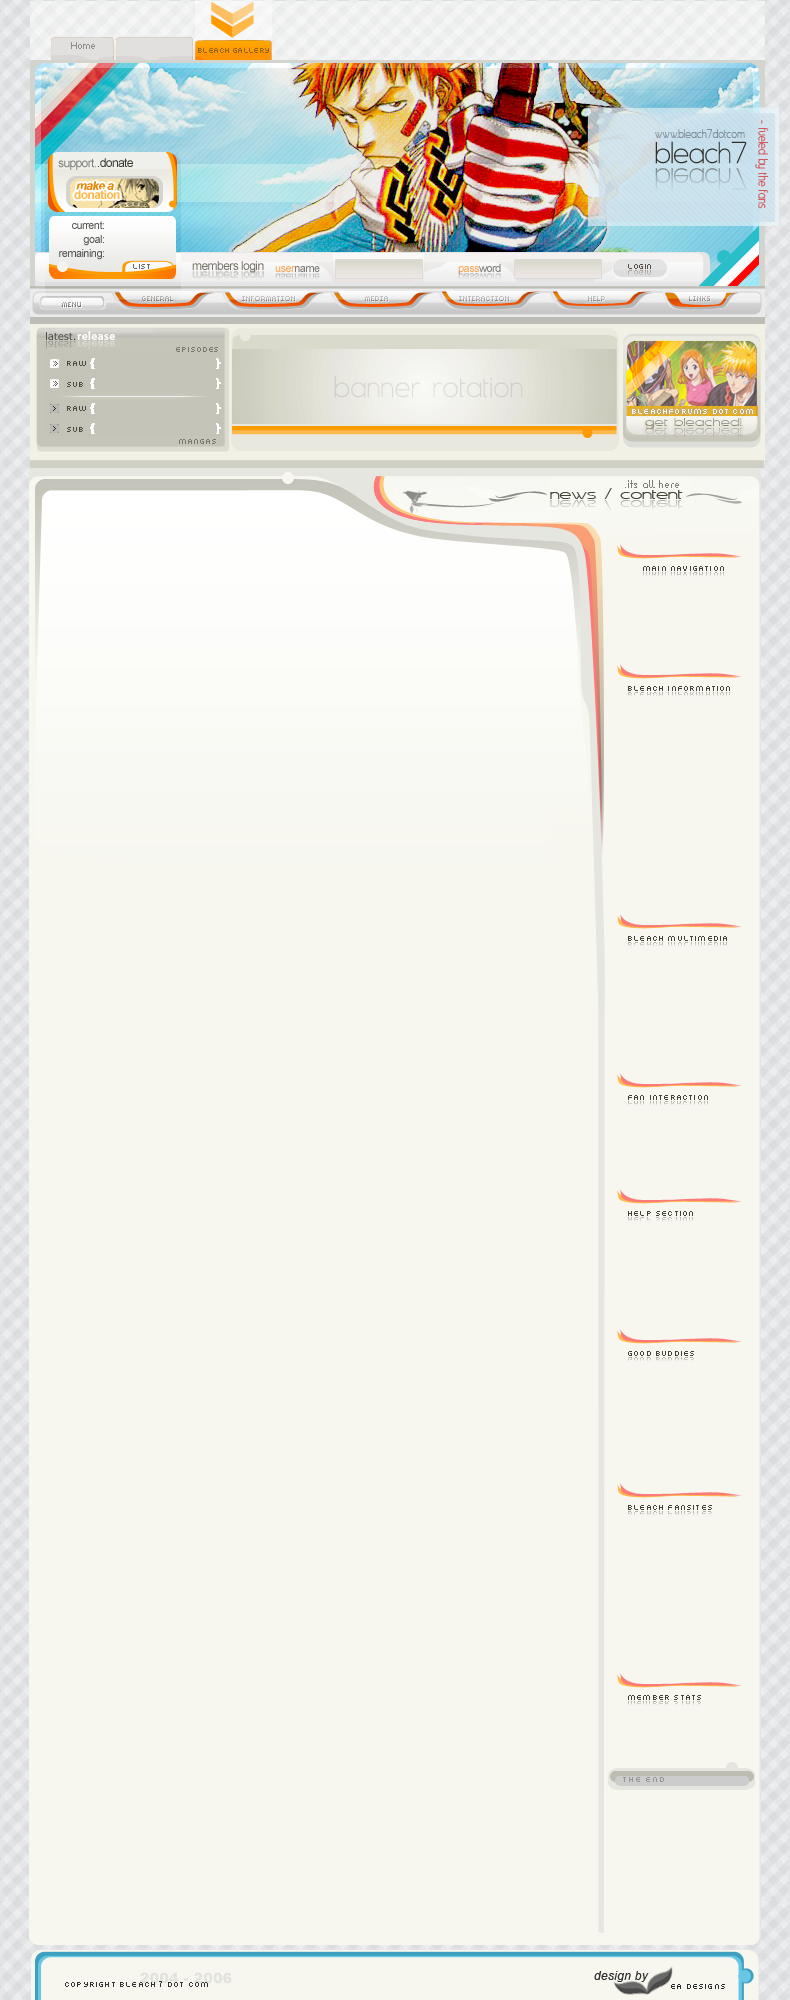 Home
BLEACH GALLERY
www.bleach7dotcom
bleach7
- fueled by the fans
support..donate
make a
donation
current:
goal:
remaining:
LIST
members login
username
password
LOGIN
MENU
GENERAL
INFORMATION
MEDIA
INTERACTION
HELP
LINKS
latest.release
EPISODES
RAW { }
SUB { }
RAW { }
SUB { }
MANGAS
banner rotation
BLEACHFORUMS DOT COM
get bleached!
.its all here
news / content
MAIN NAVIGATION
BLEACH INFORMATION
BLEACH MULTIMEDIA
FAN INTERACTION
HELP SECTION
GOOD BUDDIES
BLEACH FANSITES
MEMBER STATS
THE END
2004 - 2006
COPYRIGHT BLEACH7 DOT COM
design by
EA DESIGNS